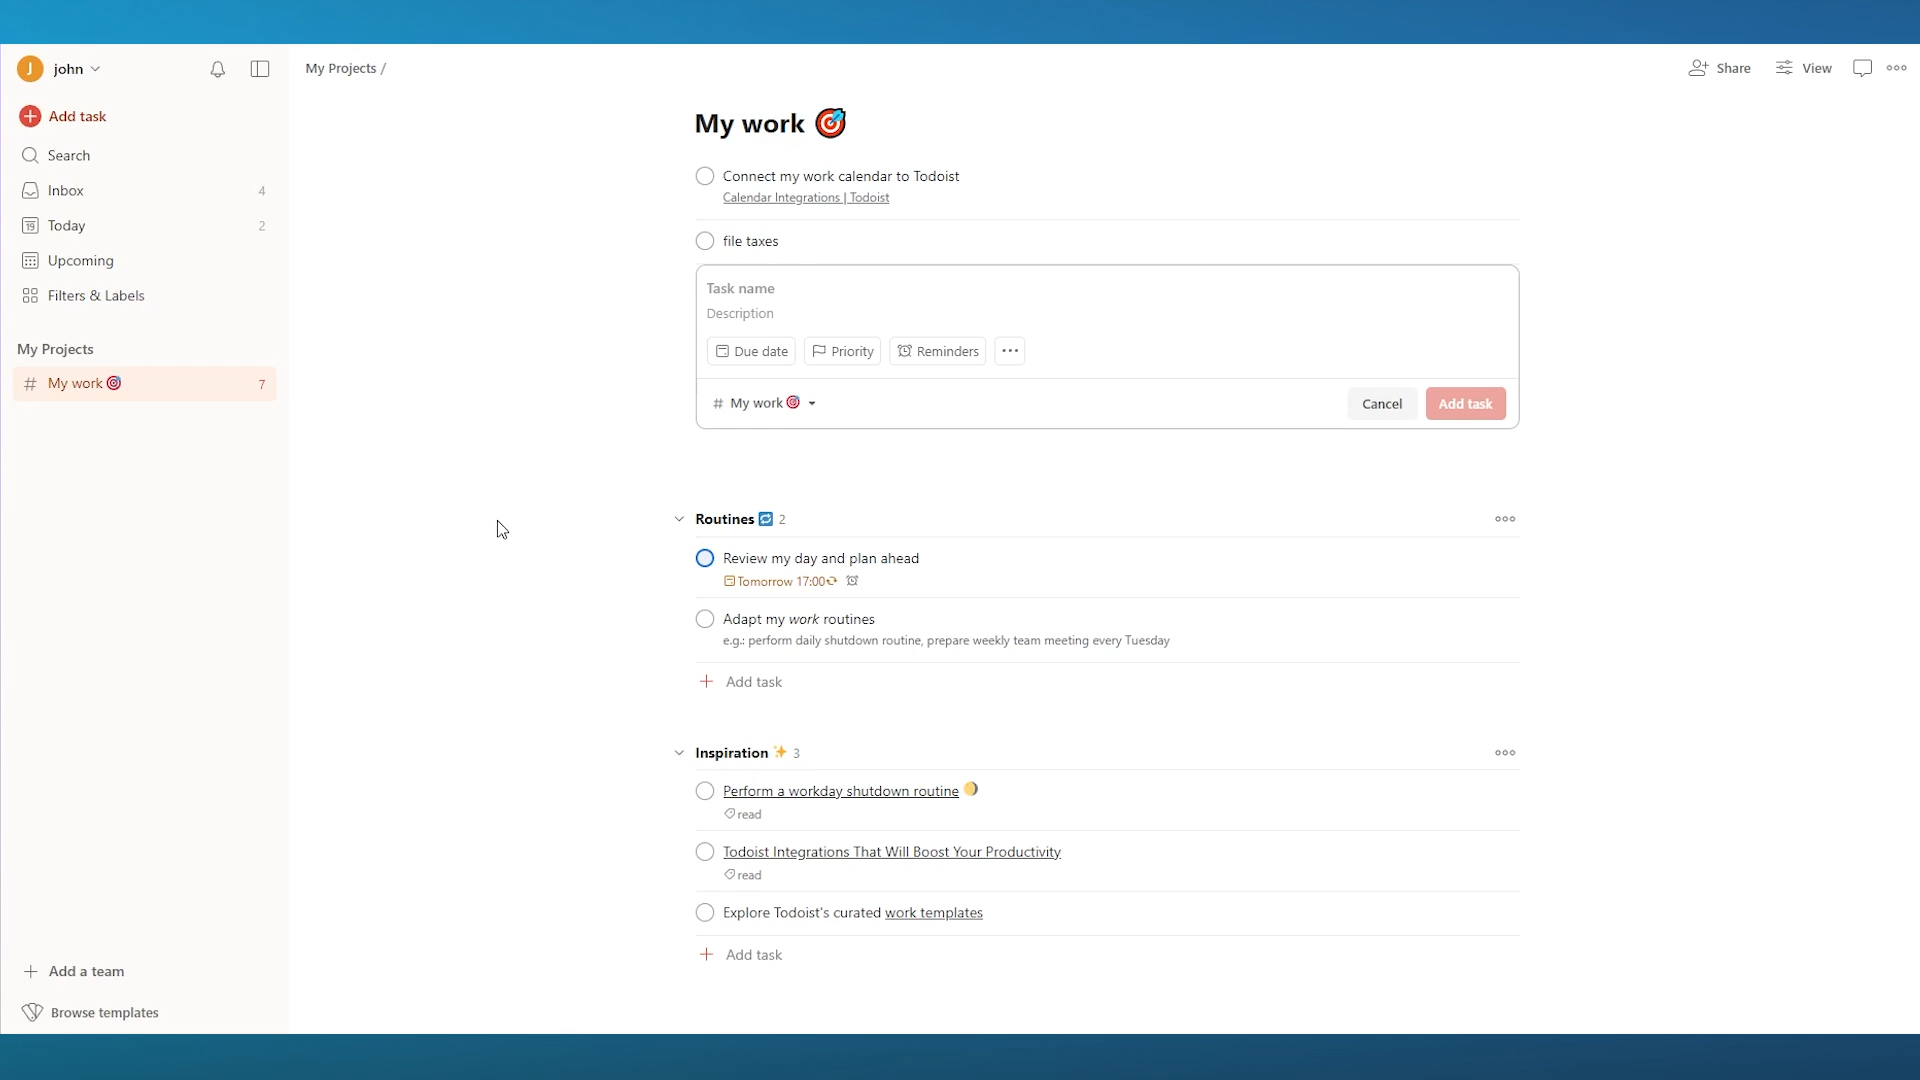 J john
Add task
Search
Inbox 4
Today 2
Upcoming
Filters & Labels
My Projects
# My work 🎯 7
Add a team
Browse templates
My Projects /
Share View
My work 🎯
Connect my work calendar to Todoist
Calendar Integrations | Todoist
file taxes
Task name
Description
Due date Priority Reminders
# My work 🎯 Cancel Add task
Routines 🔁 2
Review my day and plan ahead
Tomorrow 17:00
Adapt my work routines
e.g.: perform daily shutdown routine, prepare weekly team meeting every Tuesday
Add task
Inspiration ✨ 3
Perform a workday shutdown routine 🌖
read
Todoist Integrations That Will Boost Your Productivity
read
Explore Todoist's curated work templates
Add task